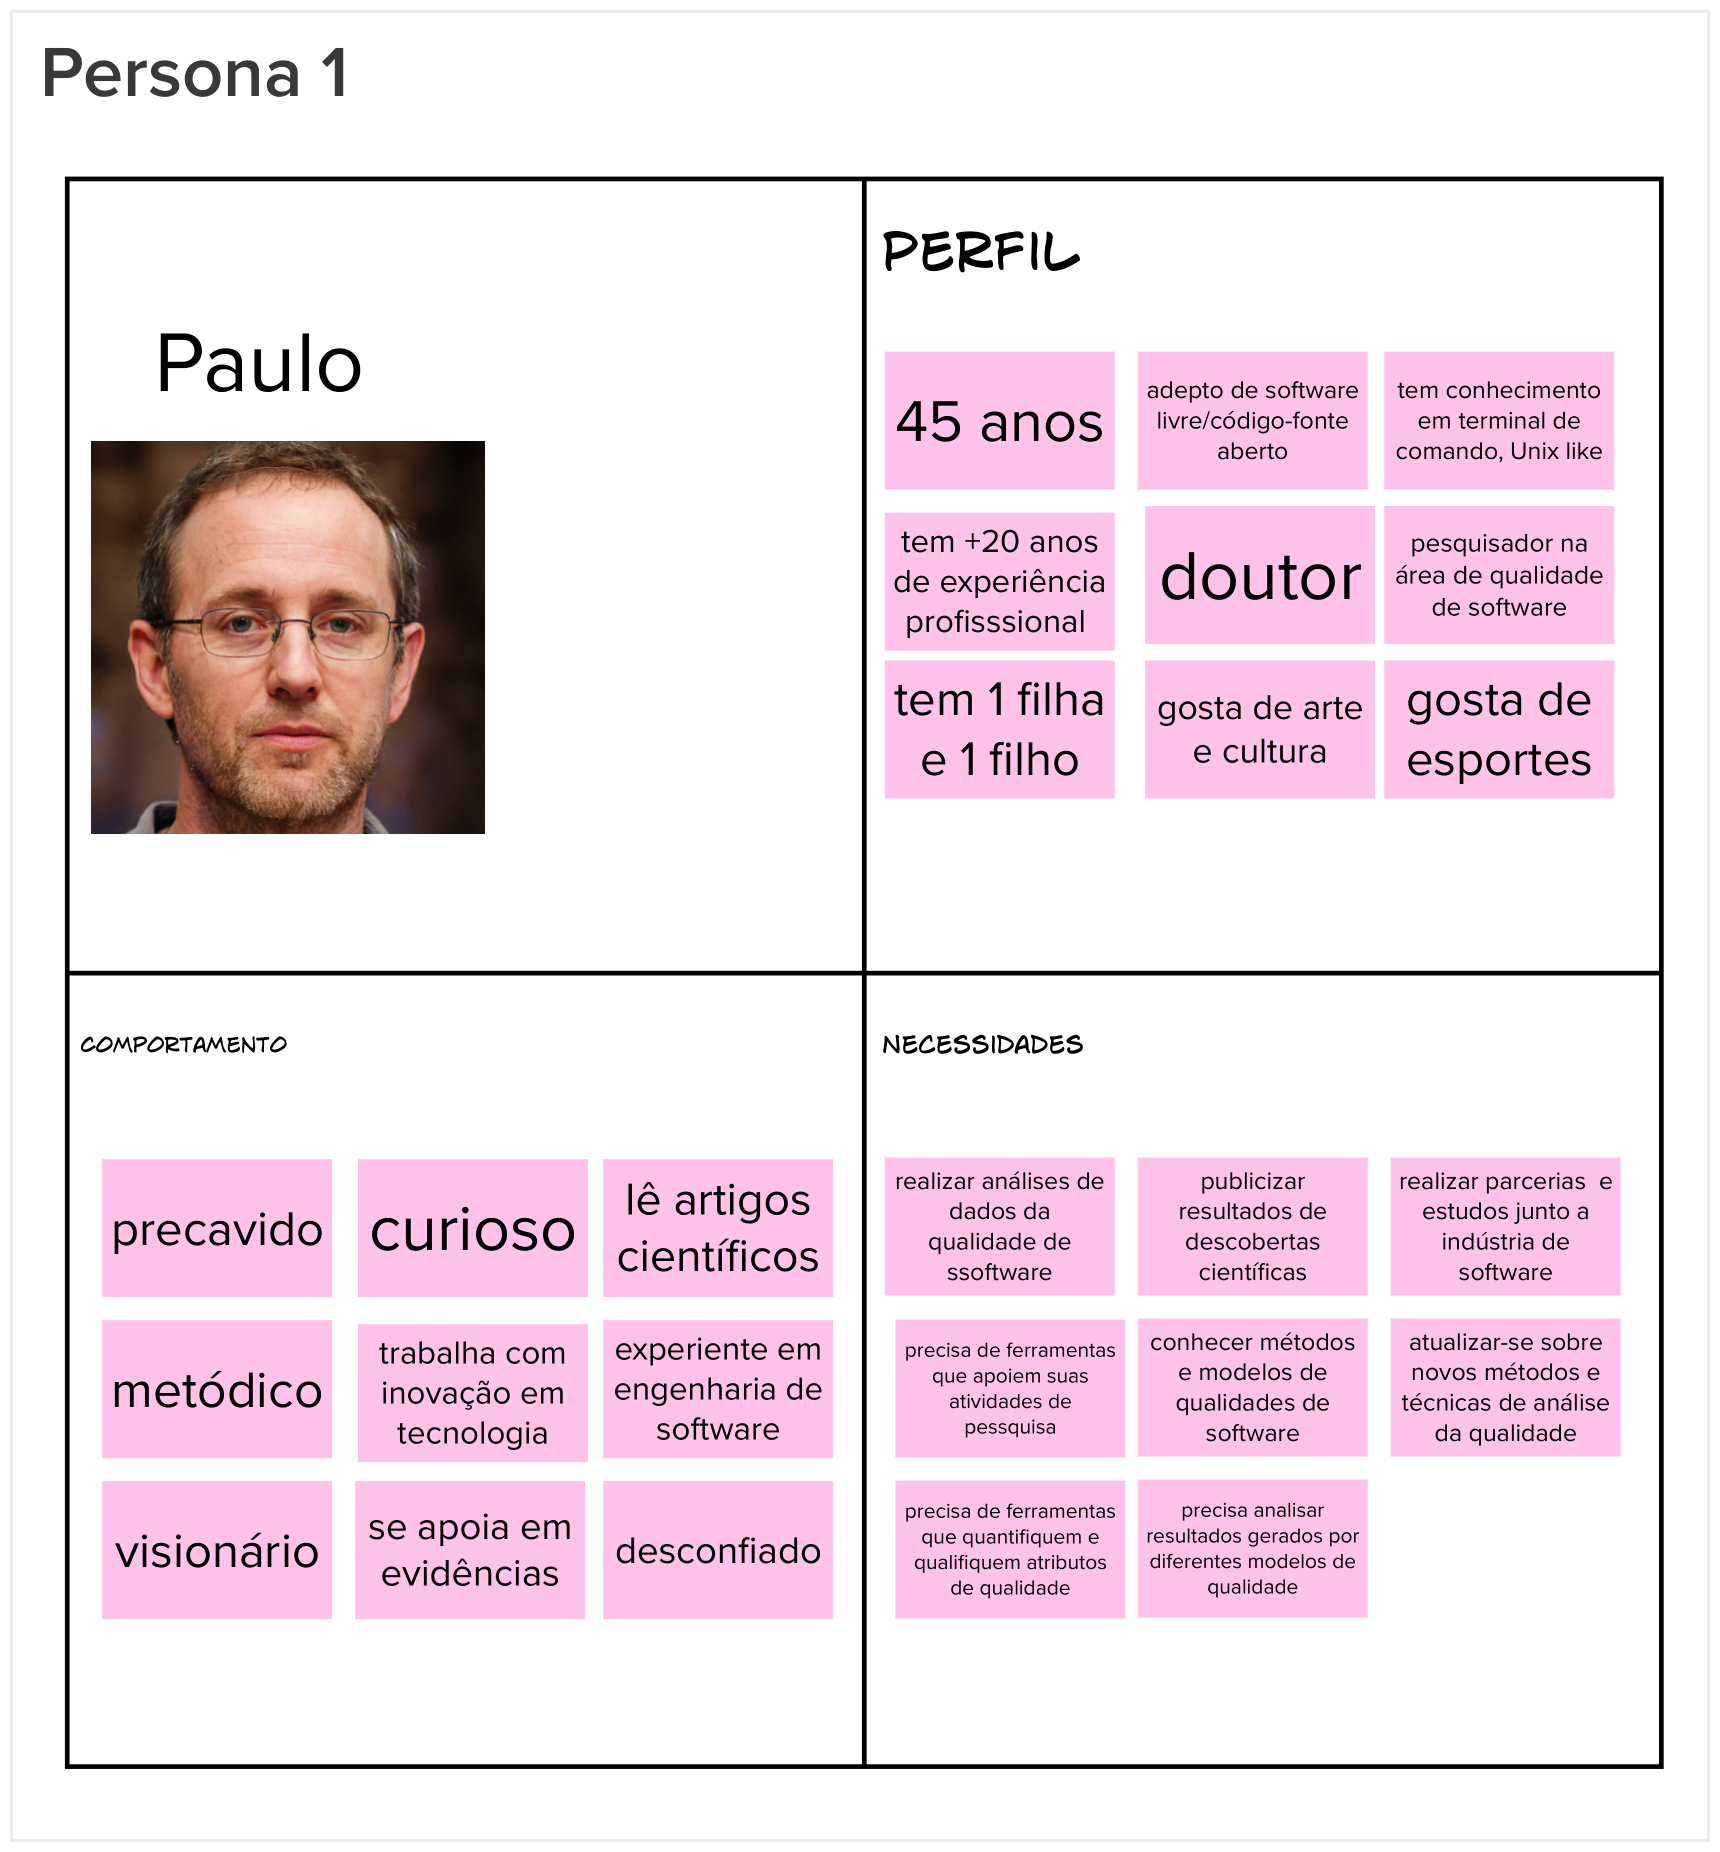 Persona 1
Paulo
PERFIL
45 anos
adepto de software
livre/código-fonte
aberto
tem conhecimento
em terminal de
comando, Unix like
tem +20 anos
de experiência
profisssional
doutor
pesquisador na
área de qualidade
de software
tem 1 filha
e 1 filho
gosta de arte
e cultura
gosta de
esportes
COMPORTAMENTO
precavido
curioso
lê artigos
científicos
metódico
trabalha com
inovação em
tecnologia
experiente em
engenharia de
software
visionário
se apoia em
evidências
desconfiado
NECESSIDADES
realizar análises de
dados da
qualidade de
ssoftware
publicizar
resultados de
descobertas
científicas
realizar parcerias e
estudos junto a
indústria de
software
precisa de ferramentas
que apoiem suas
atividades de
pessquisa
conhecer métodos
e modelos de
qualidades de
software
atualizar-se sobre
novos métodos e
técnicas de análise
da qualidade
precisa de ferramentas
que quantifiquem e
qualifiquem atributos
de qualidade
precisa analisar
resultados gerados por
diferentes modelos de
qualidade